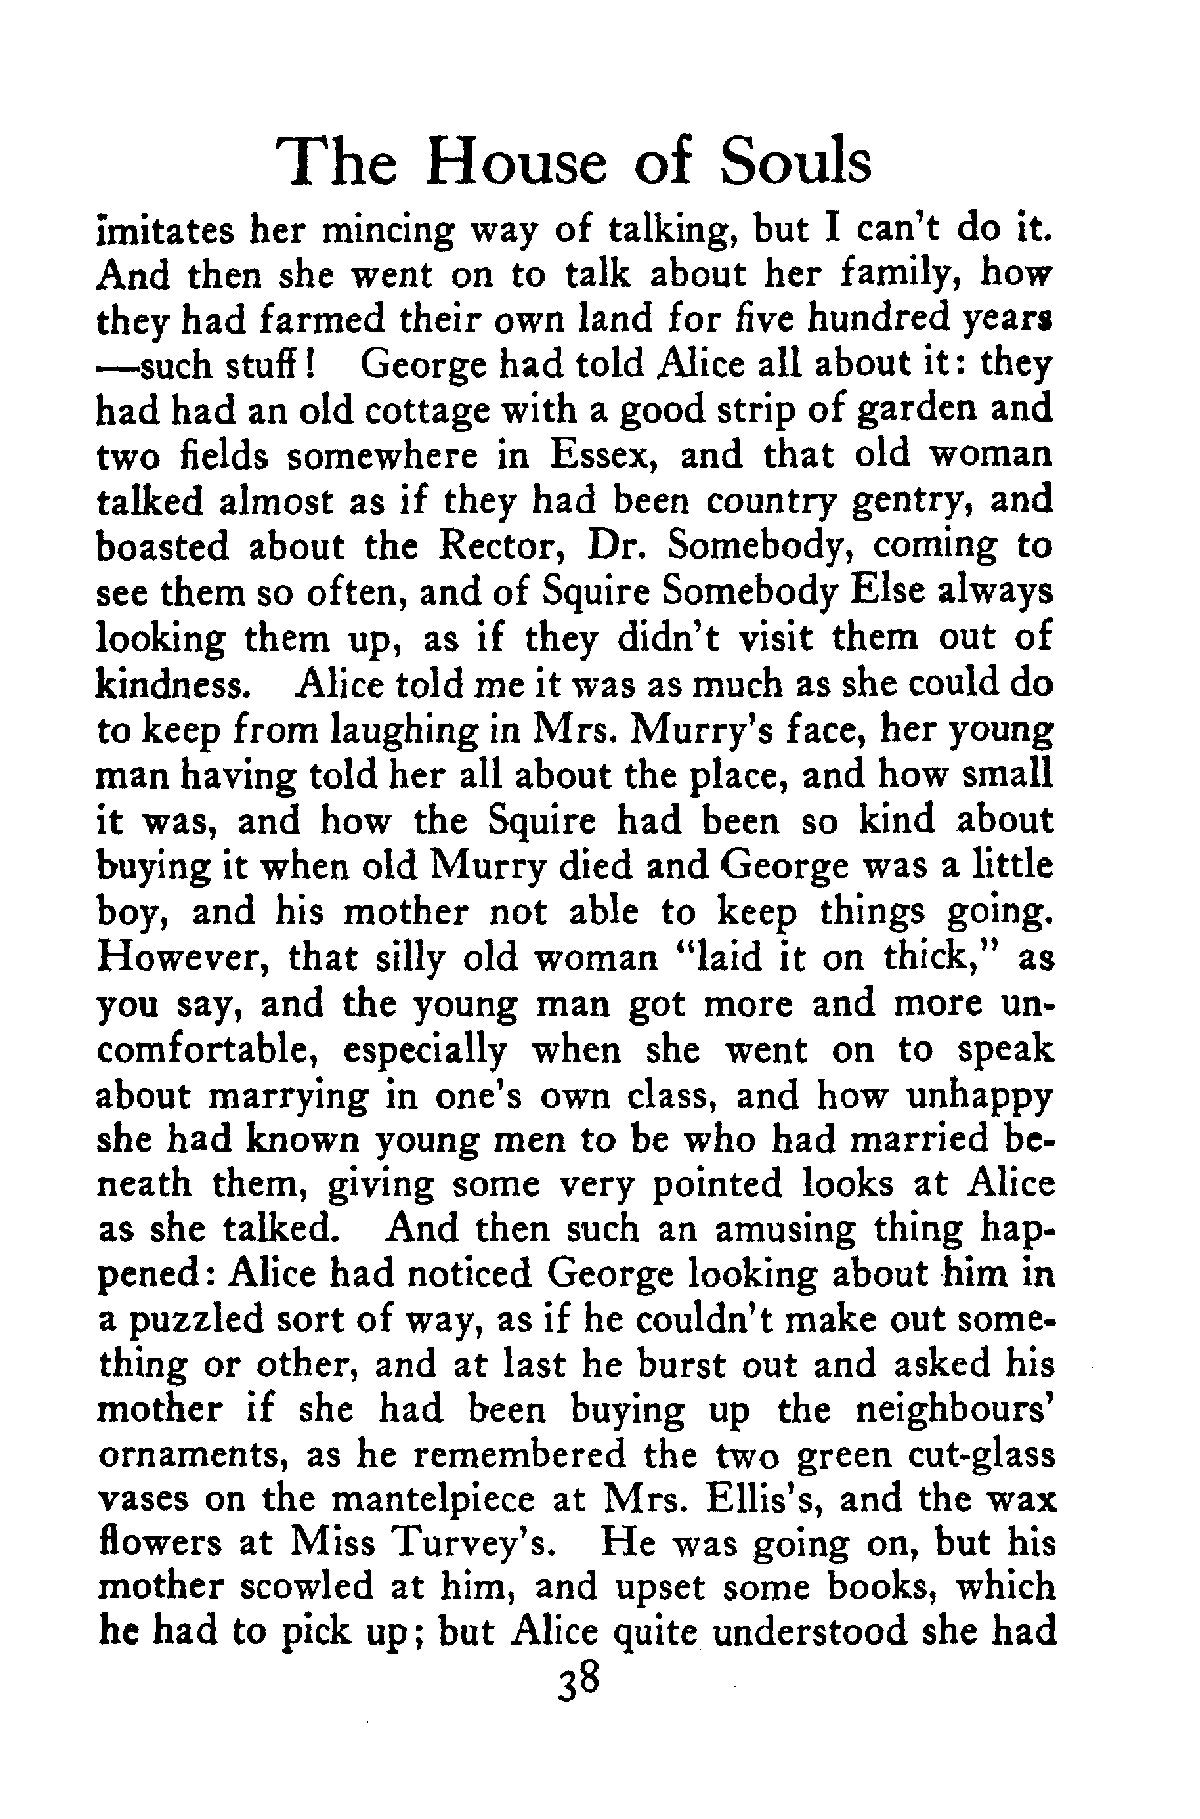 The House of Souls
imitates her mincing way of talking, but I can't do it.
And then she went on to talk about her family, how
they had farmed their own land for five hundred years
—such stuff! George had told Alice all about it: they
had had an old cottage with a good strip of garden and
two fields somewhere in Essex, and that old woman
talked almost as if they had been country gentry, and
boasted about the Rector, Dr. Somebody, coming to
see them so often, and of Squire Somebody Else always
looking them up, as if they didn't visit them out of
kindness. Alice told me it was as much as she could do
to keep from laughing in Mrs. Murry's face, her young
man having told her all about the place, and how small
it was, and how the Squire had been so kind about
buying it when old Murry died and George was a little
boy, and his mother not able to keep things going.
However, that silly old woman "laid it on thick," as
you say, and the young man got more and more un-
comfortable, especially when she went on to speak
about marrying in one's own class, and how unhappy
she had known young men to be who had married be-
neath them, giving some very pointed looks at Alice
as she talked. And then such an amusing thing hap-
pened: Alice had noticed George looking about him in
a puzzled sort of way, as if he couldn't make out some-
thing or other, and at last he burst out and asked his
mother if she had been buying up the neighbours'
ornaments, as he remembered the two green cut-glass
vases on the mantelpiece at Mrs. Ellis's, and the wax
flowers at Miss Turvey's. He was going on, but his
mother scowled at him, and upset some books, which
he had to pick up; but Alice quite understood she had
38